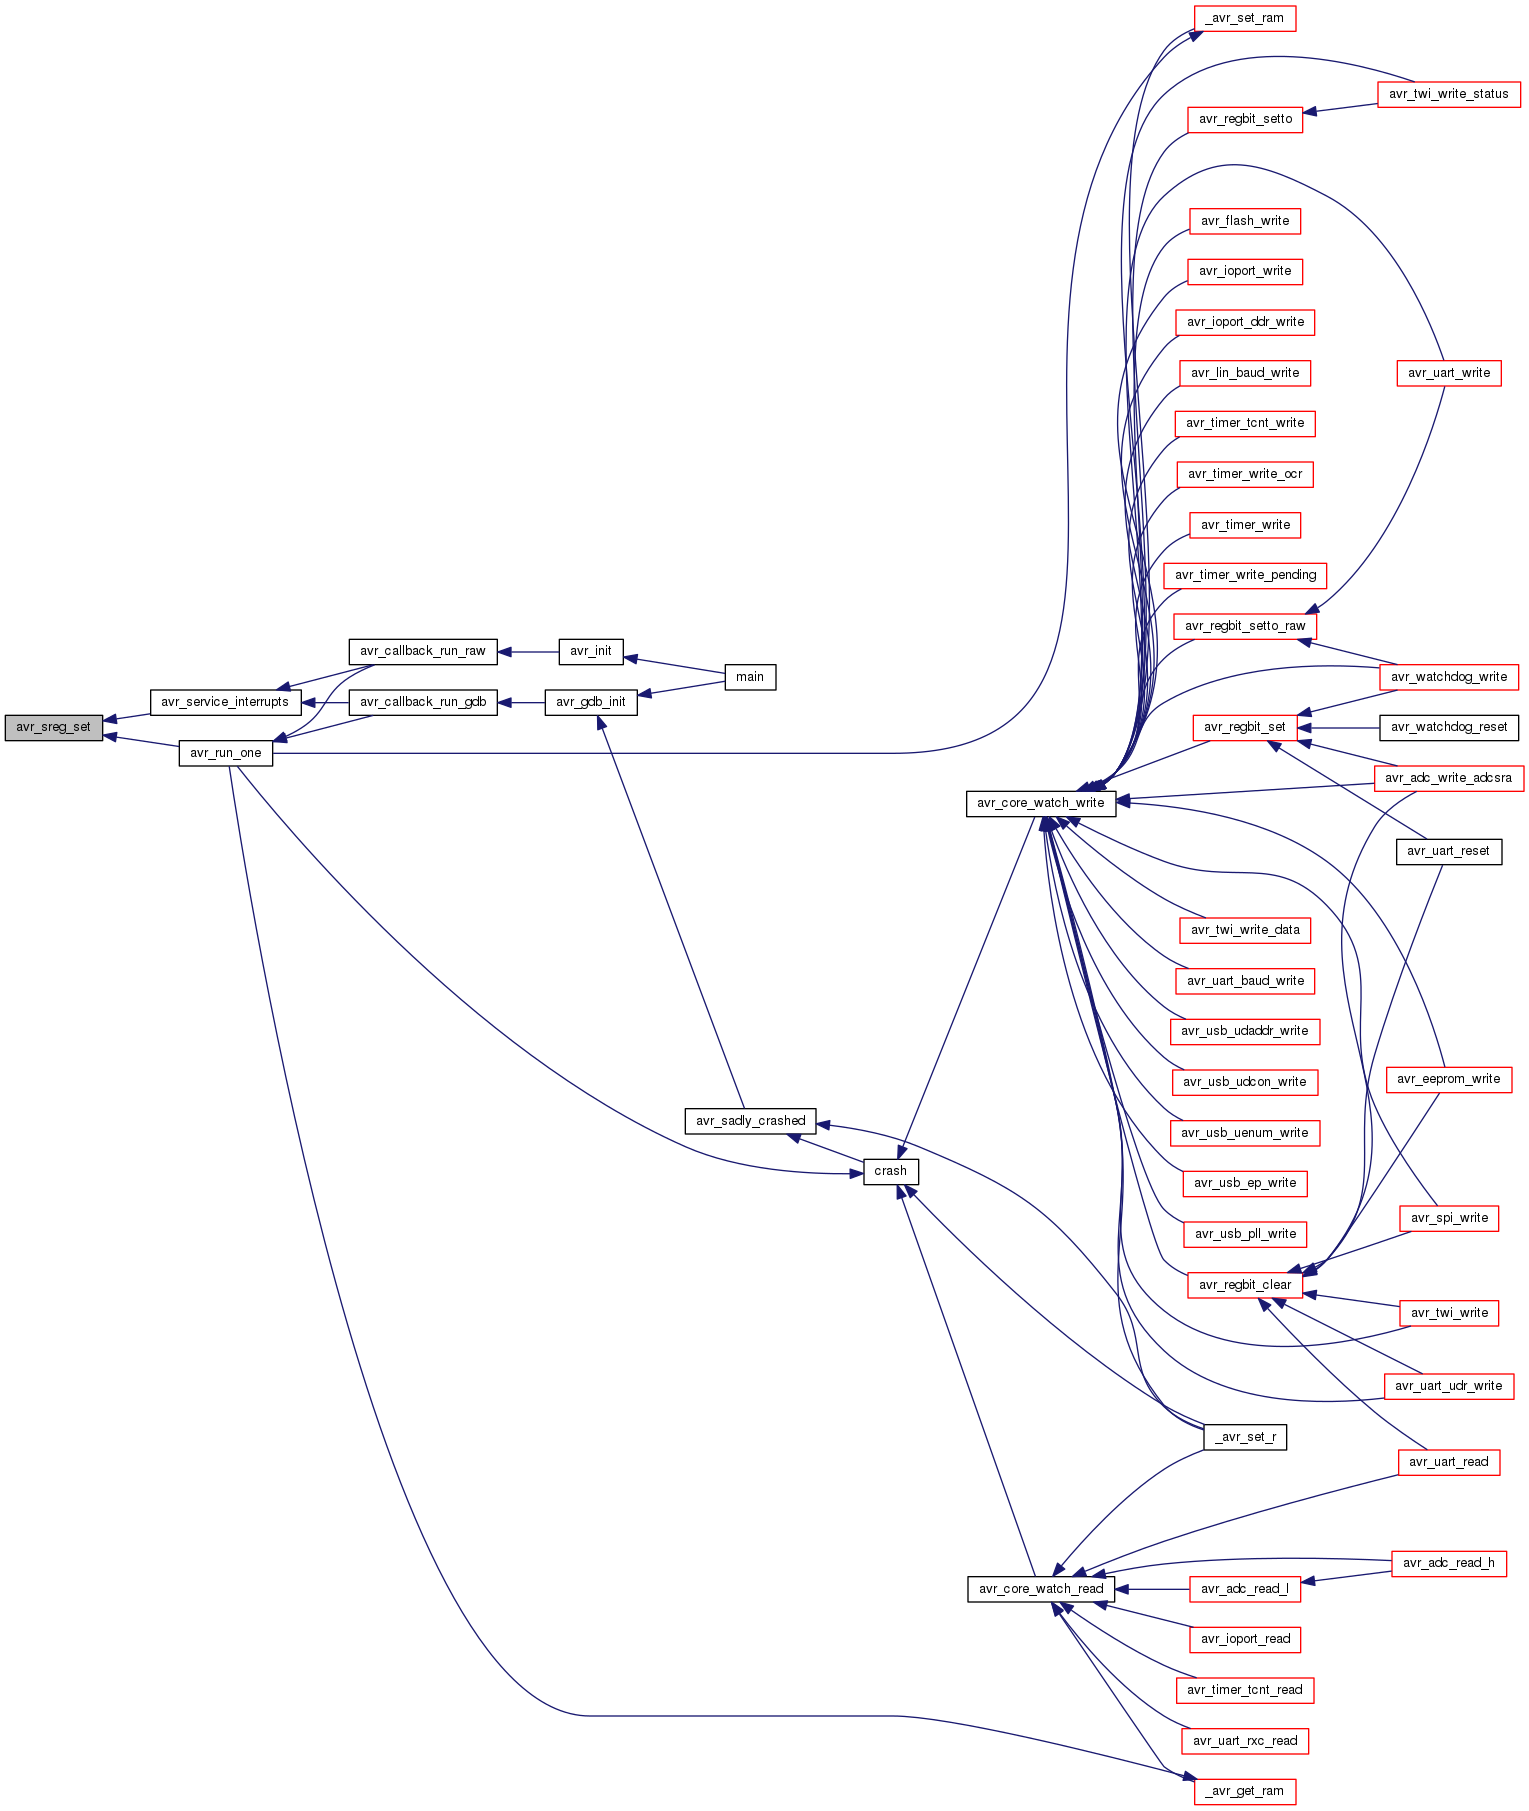 _avr_set_ram
avr_twi_write_status
avr_regbit_setto
avr_flash_write
avr_ioport_write
avr_ioport_ddr_write
avr_lin_baud_write
avr_uart_write
avr_timer_tcnt_write
avr_timer_write_ocr
avr_timer_write
avr_timer_write_pending
avr_regbit_setto_raw
avr_callback_run_raw
avr_init
main
avr_watchdog_write
avr_service_interrupts
avr_callback_run_gdb
avr_gdb_init
avr_sreg_set
avr_regbit_set
avr_watchdog_reset
avr_run_one
avr_adc_write_adcsra
avr_core_watch_write
avr_uart_reset
avr_twi_write_data
avr_uart_baud_write
avr_usb_udaddr_write
avr_usb_udcon_write
avr_eeprom_write
avr_sadly_crashed
avr_usb_uenum_write
crash
avr_usb_ep_write
avr_spi_write
avr_usb_pll_write
avr_regbit_clear
avr_twi_write
avr_uart_udr_write
_avr_set_r
avr_uart_read
avr_adc_read_h
avr_core_watch_read
avr_adc_read_l
avr_ioport_read
avr_timer_tcnt_read
avr_uart_rxc_read
_avr_get_ram